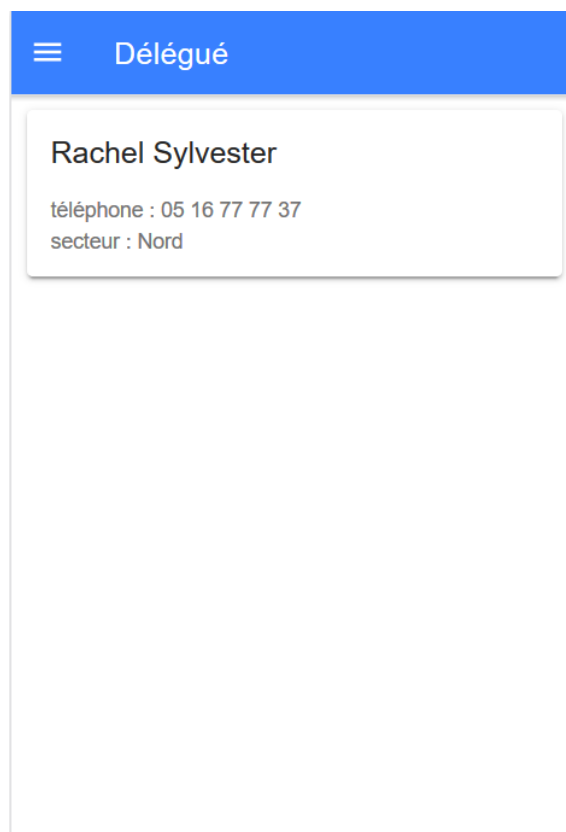 Délégué
Rachel Sylvester
téléphone : 05 16 77 77 37
secteur : Nord